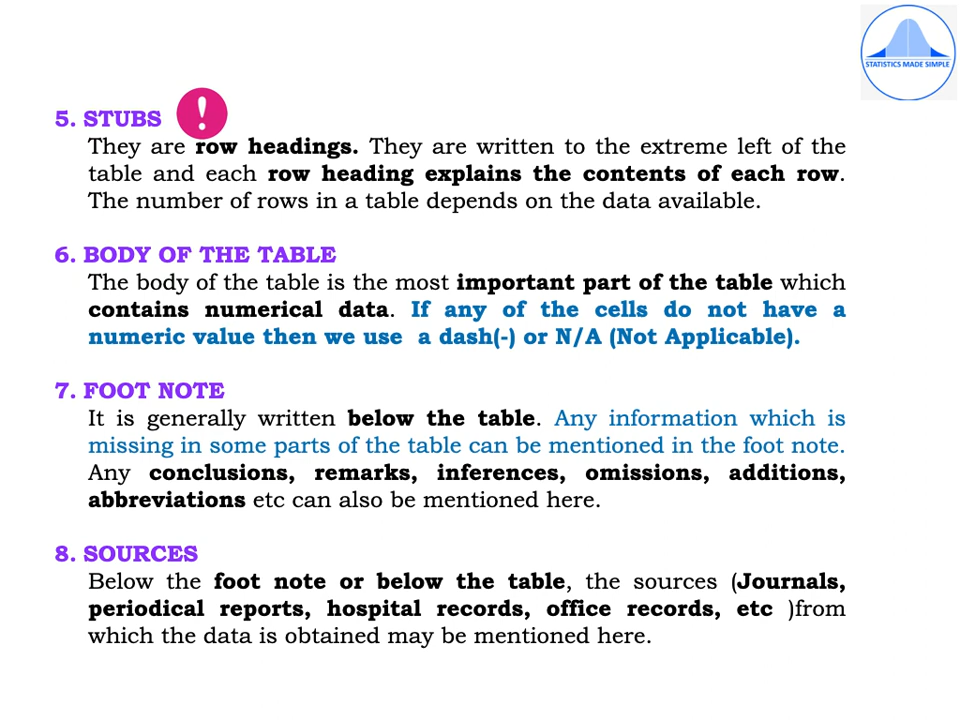 STATISTICS MADE SIMPLE
5. STUBS !
They are row headings. They are written to the extreme left of the
table and each row heading explains the contents of each row.
The number of rows in a table depends on the data available.
6. BODY OF THE TABLE
The body of the table is the most important part of the table which
contains numerical data. If any of the cells do not have a
numeric value then we use a dash(-) or N/A (Not Applicable).
7. FOOT NOTE
It is generally written below the table. Any information which is
missing in some parts of the table can be mentioned in the foot note.
Any conclusions, remarks, inferences, omissions, additions,
abbreviations etc can also be mentioned here.
8. SOURCES
Below the foot note or below the table, the sources (Journals,
periodical reports, hospital records, office records, etc )from
which the data is obtained may be mentioned here.